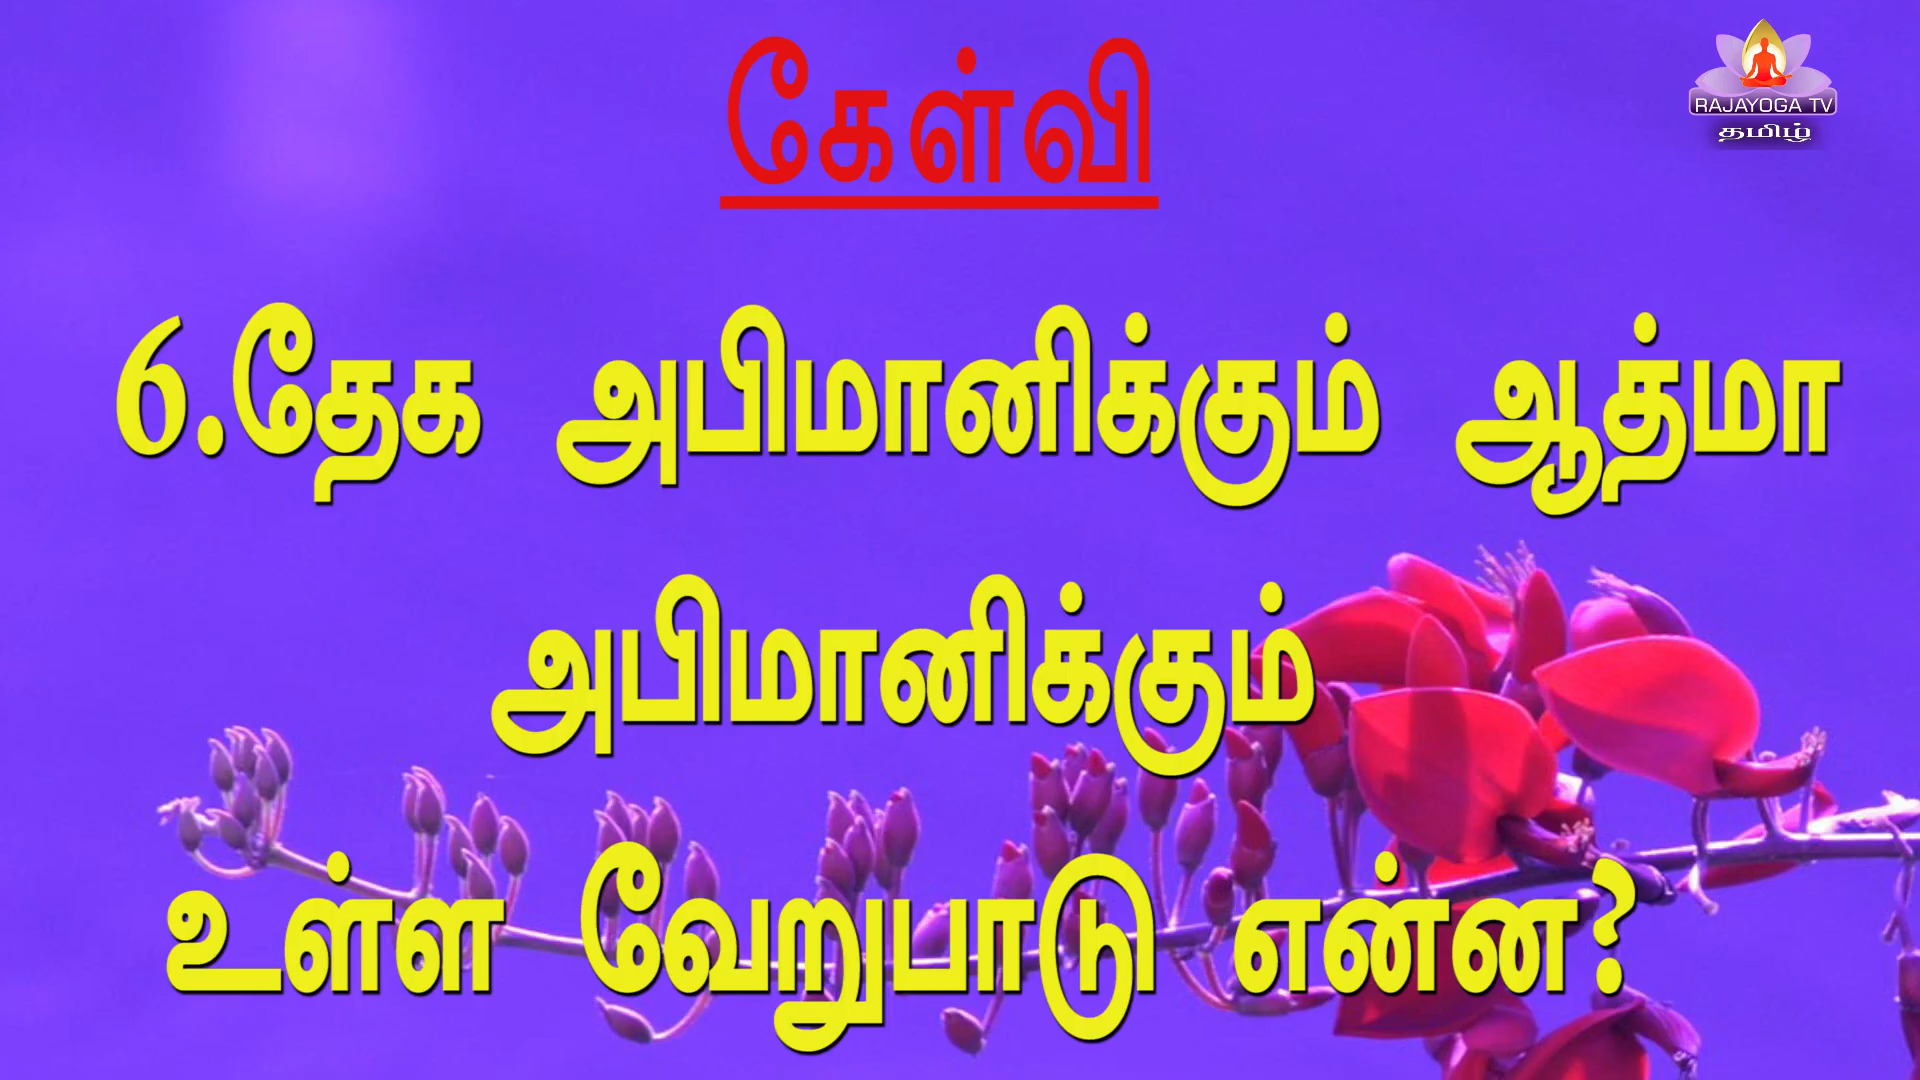 கேள்வி
RAJAYOGA TV
தமிழ்
6.தேக அபிமானிக்கும் ஆத்மா
அபிமானிக்கும்
உள்ள வேறுபாடு என்ன?